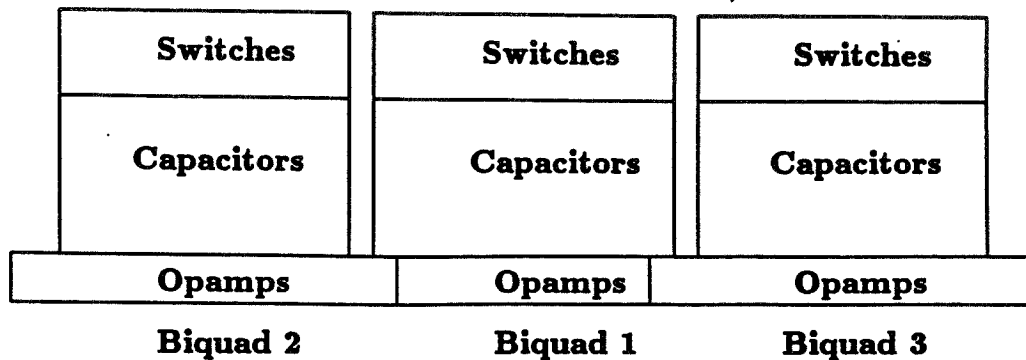 Switches Switches Switches
Capacitors Capacitors Capacitors
Opamps Opamps Opamps
Biquad 2 Biquad 1 Biquad 3